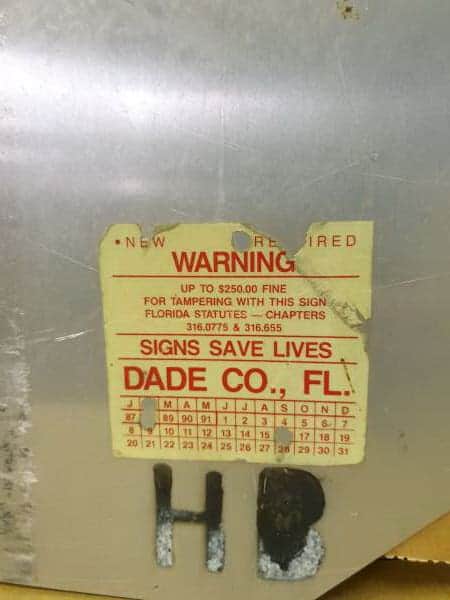 • NEW
WARNING
UP TO $250.00 FINE
FOR TAMPERING WITH THIS SIGN
FLORIDA STATUTES — CHAPTERS
316.0775 & 316.655
SIGNS SAVE LIVES
DADE CO., FL.
J M A M J J A S O N D
87 89 90 91 1 2 3 4 5 6 7
8 9 10 11 12 13 14 15 17 18 19
20 21 22 23 24 25 26 27 28 29 30 31
HB